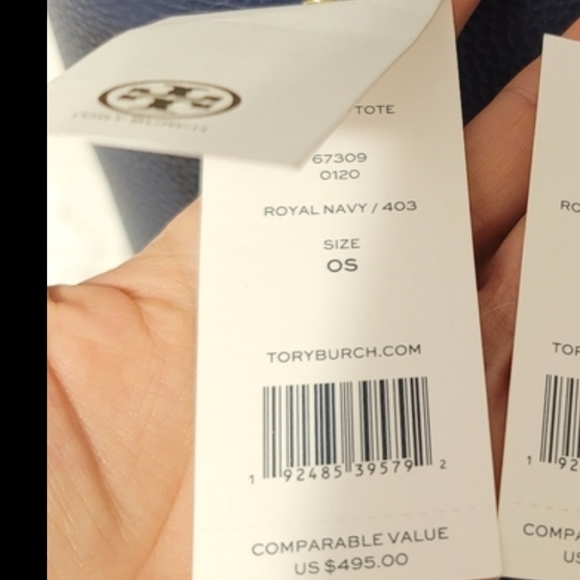 TOTE
67309
0120
ROYAL NAVY / 403
SIZE
OS
TORYBURCH.COM
1 92485 39579 2
COMPARABLE VALUE
US $495.00
RO
TOR
1 92
COMPA
US